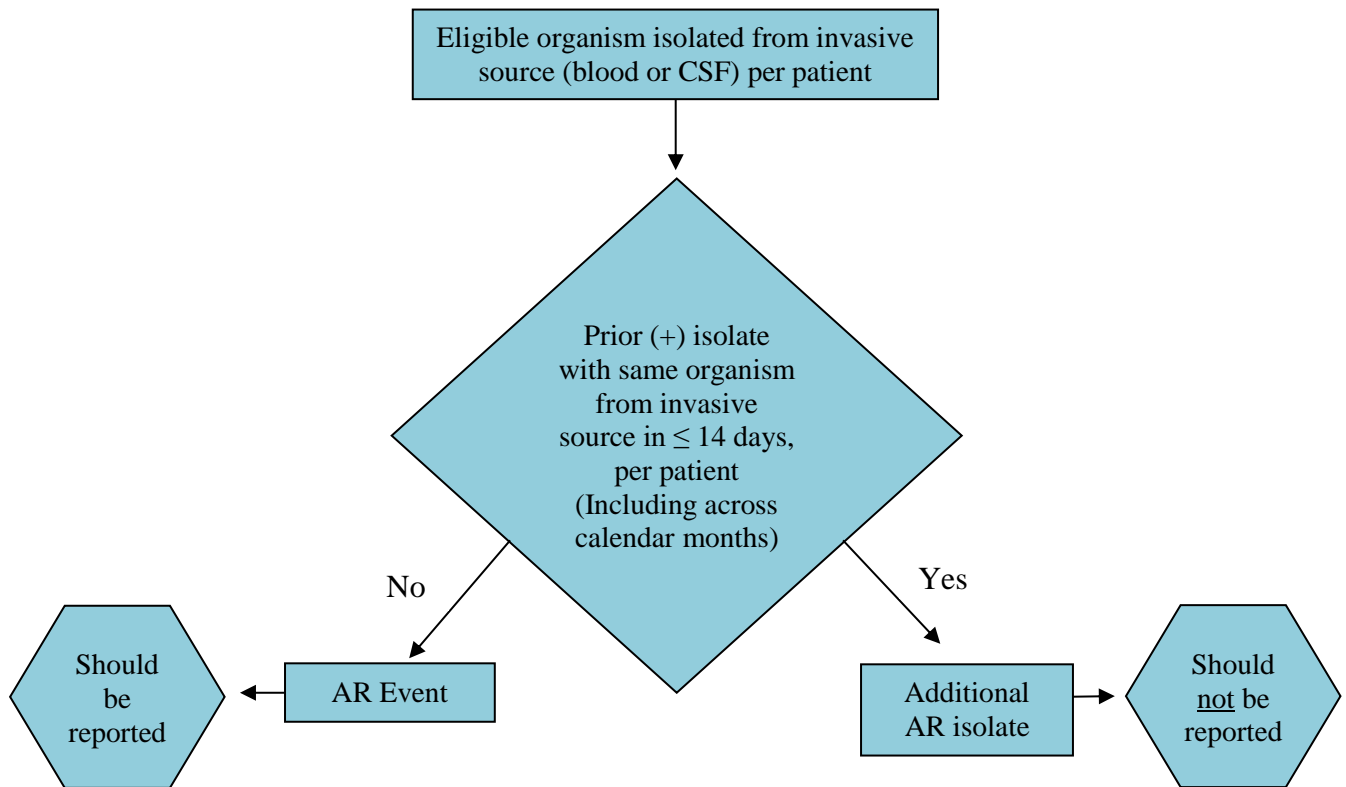 Eligible organism isolated from invasive
source (blood or CSF) per patient
Prior (+) isolate
with same organism
from invasive
source in ≤ 14 days,
per patient
(Including across
calendar months)
No
Yes
Should
be
reported
AR Event
Additional
AR isolate
Should
not be
reported